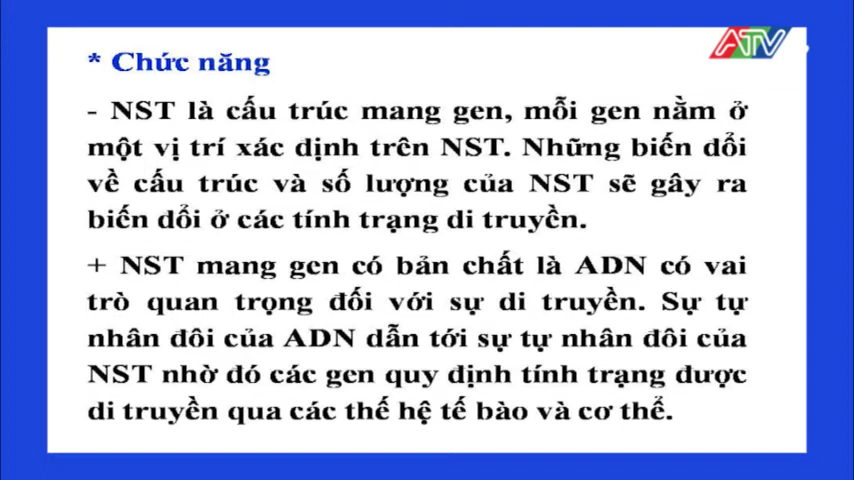 ATV
* Chức năng
- NST là cấu trúc mang gen, mỗi gen nằm ở
một vị trí xác định trên NST. Những biến đổi
về cấu trúc và số lượng của NST sẽ gây ra
biến đổi ở các tính trạng di truyền.
+ NST mang gen có bản chất là ADN có vai
trò quan trọng đối với sự di truyền. Sự tự
nhân đôi của ADN dẫn tới sự tự nhân đôi của
NST nhờ đó các gen quy định tính trạng được
di truyền qua các thế hệ tế bào và cơ thể.